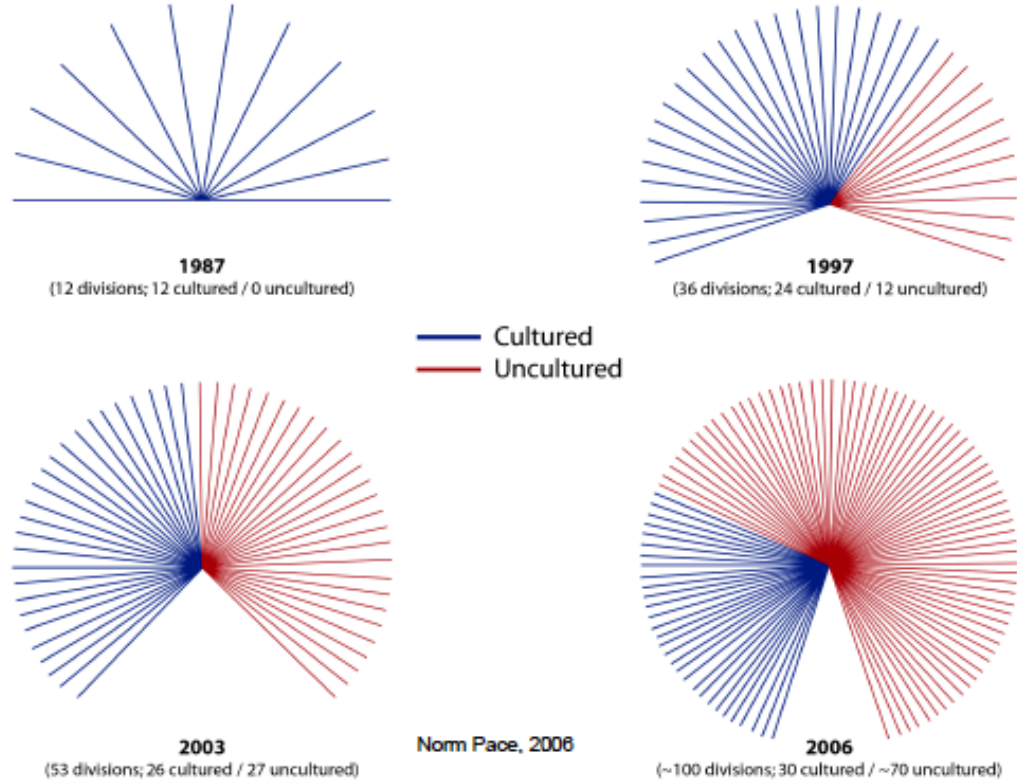 1987
(12 divisions; 12 cultured / 0 uncultured)
1997
(36 divisions; 24 cultured / 12 uncultured)
Cultured
Uncultured
2003
(53 divisions; 26 cultured / 27 uncultured)
Norm Pace, 2006
2006
(~100 divisions; 30 cultured / ~70 uncultured)